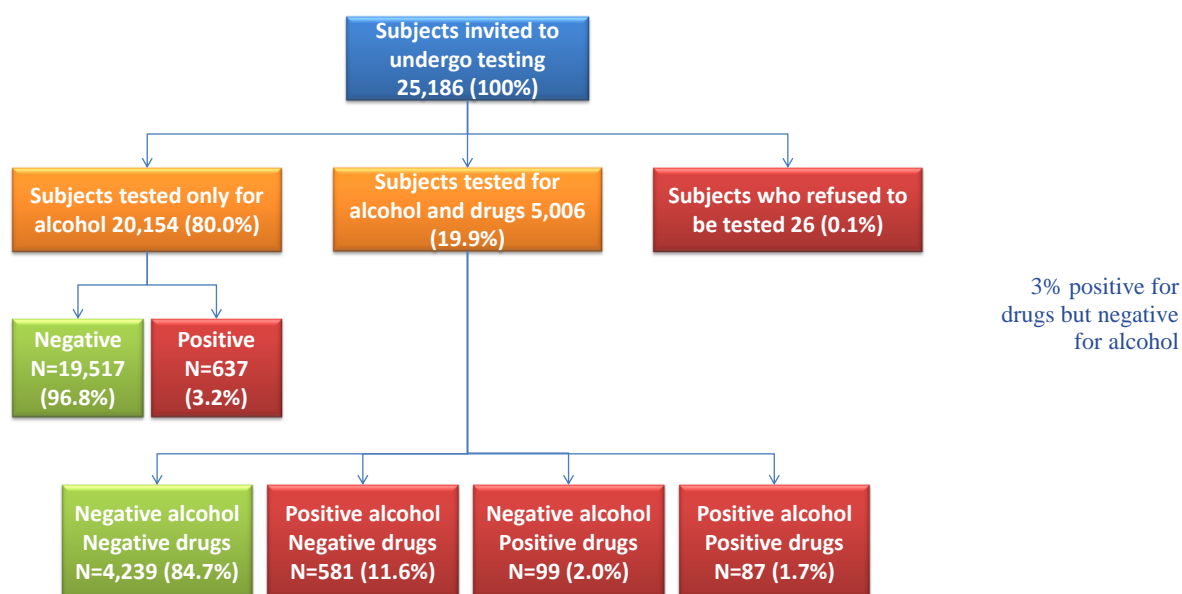 Subjects invited to
undergo testing
25,186 (100%)
Subjects tested only for
alcohol 20,154 (80.0%)
Subjects tested for
alcohol and drugs 5,006
(19.9%)
Subjects who refused to
be tested 26 (0.1%)
3% positive for
drugs but negative
for alcohol
Negative
N=19,517
(96.8%)
Positive
N=637
(3.2%)
Negative alcohol
Negative drugs
N=4,239 (84.7%)
Positive alcohol
Negative drugs
N=581 (11.6%)
Negative alcohol
Positive drugs
N=99 (2.0%)
Positive alcohol
Positive drugs
N=87 (1.7%)